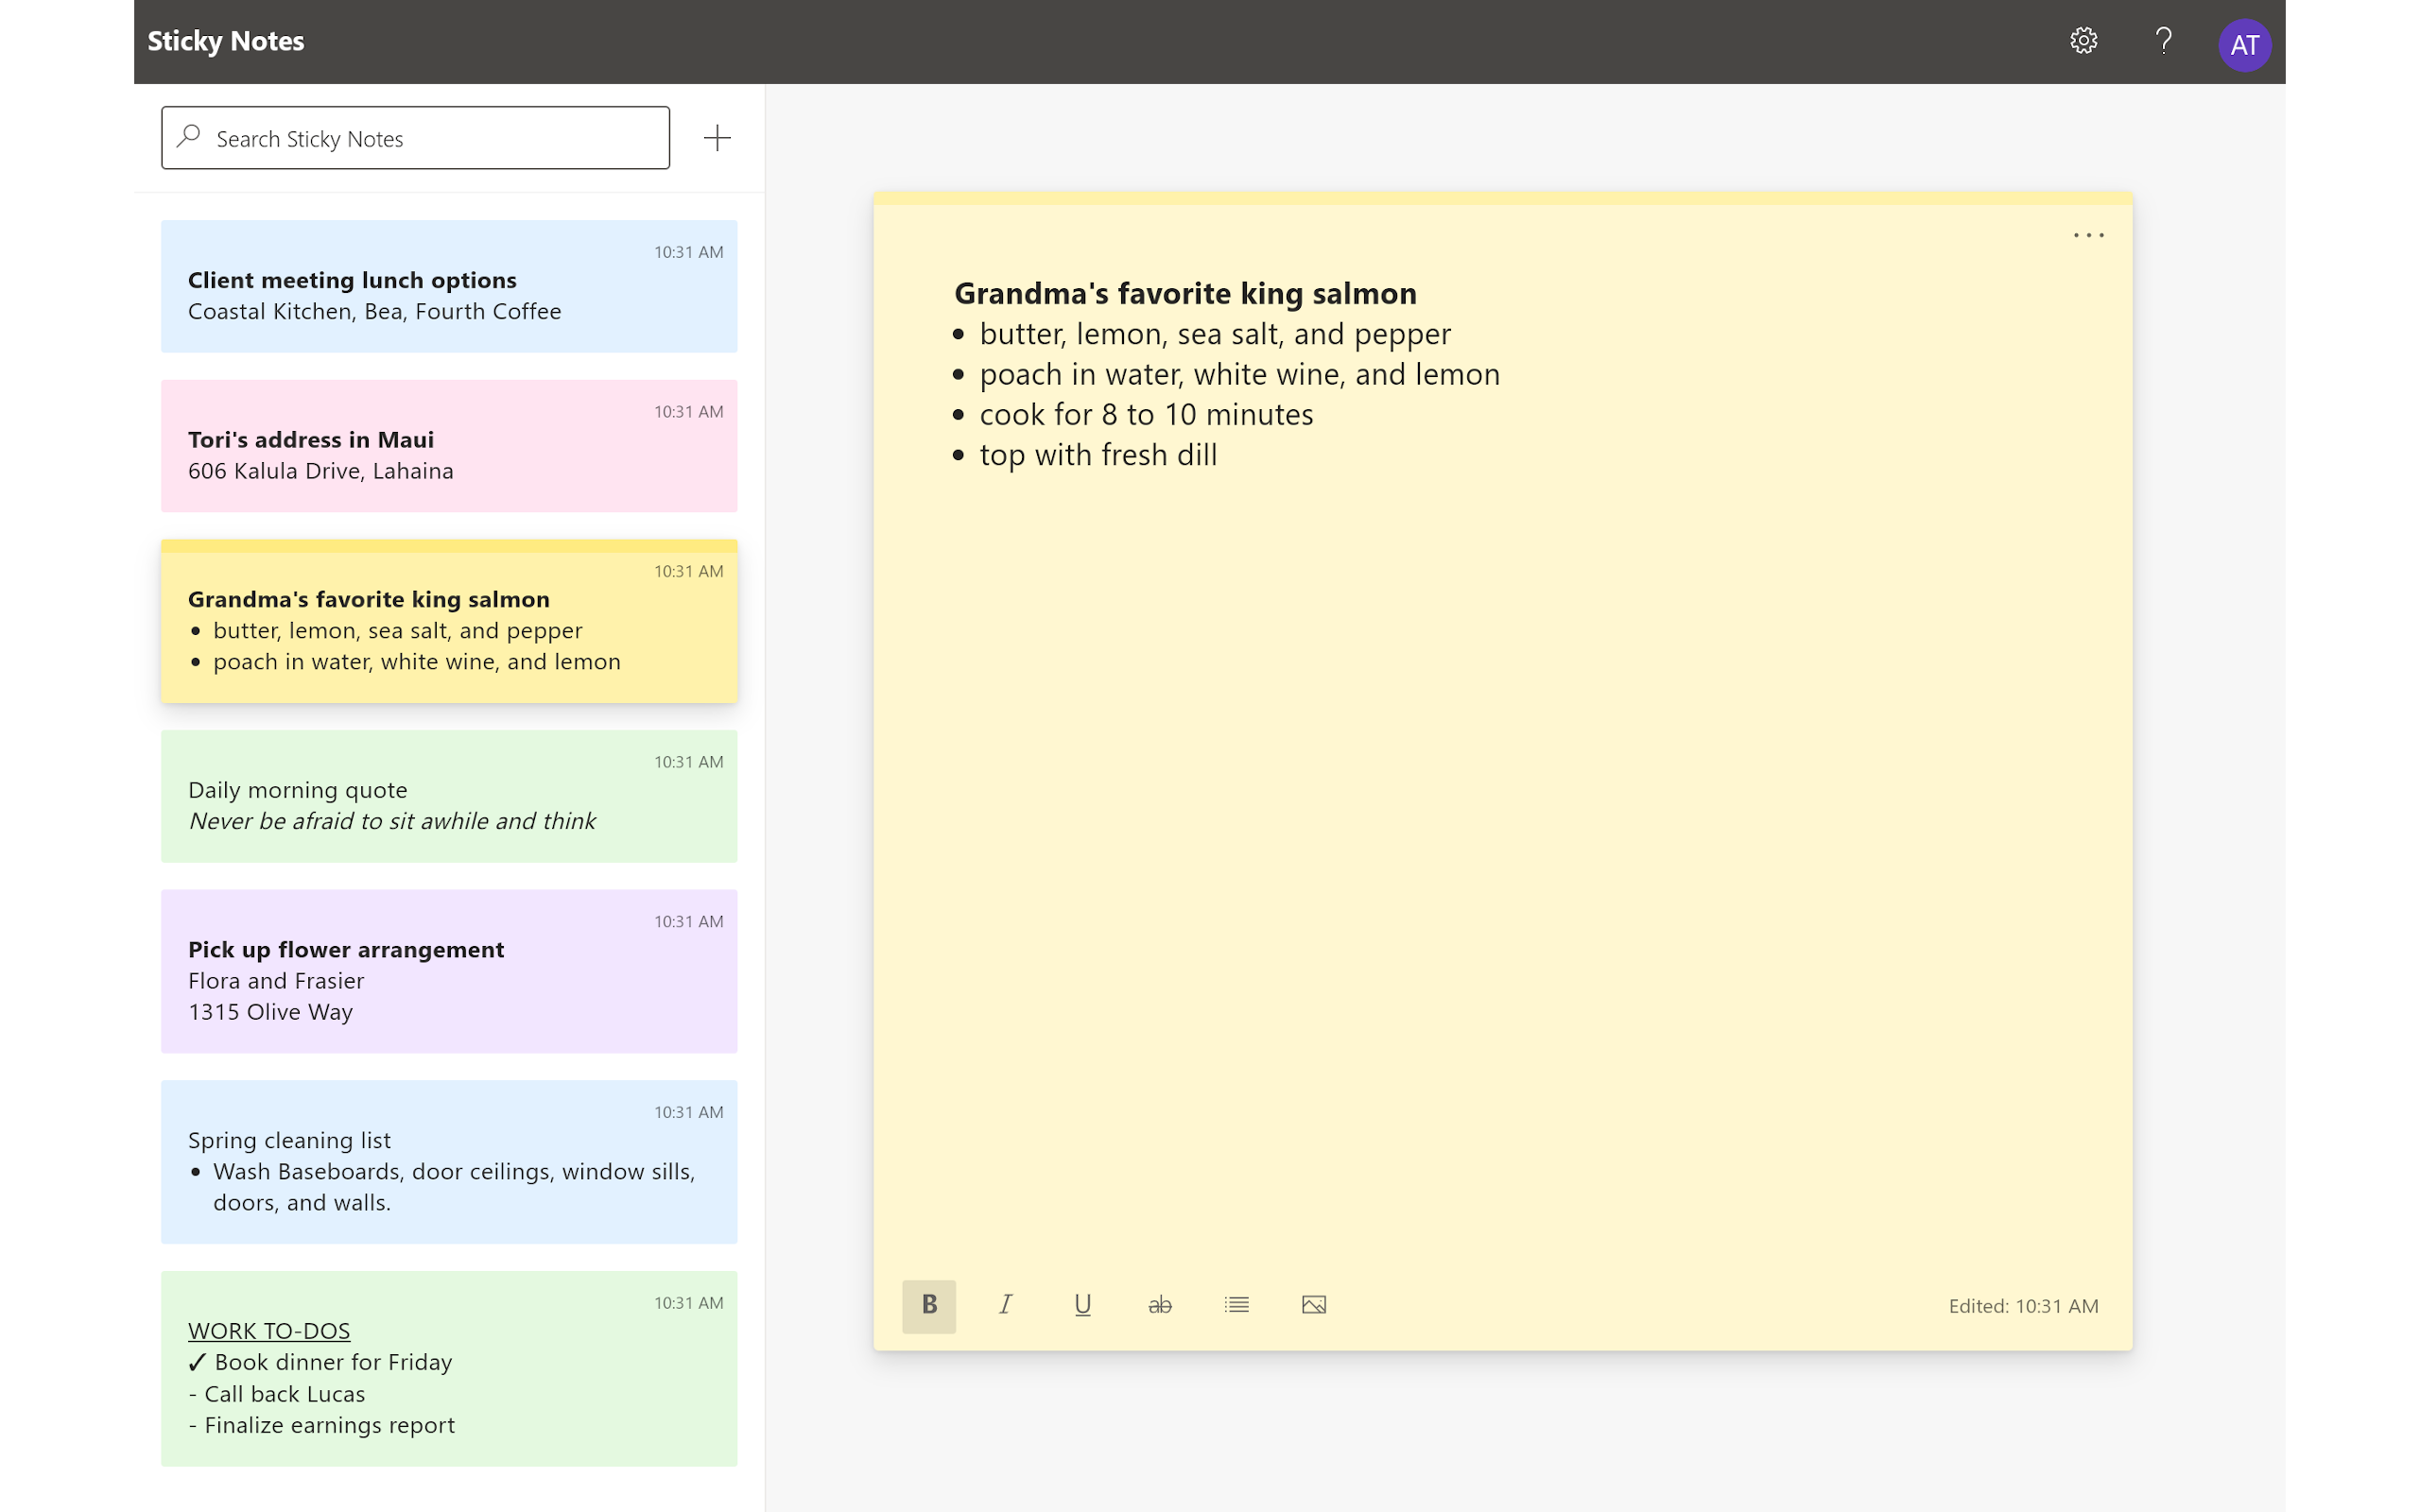 Sticky Notes
AT
Search Sticky Notes
10:31 AM
Client meeting lunch options
Coastal Kitchen, Bea, Fourth Coffee
10:31 AM
Tori's address in Maui
606 Kalula Drive, Lahaina
10:31 AM
Grandma's favorite king salmon
• butter, lemon, sea salt, and pepper
• poach in water, white wine, and lemon
10:31 AM
Daily morning quote
Never be afraid to sit awhile and think
10:31 AM
Pick up flower arrangement
Flora and Frasier
1315 Olive Way
10:31 AM
Spring cleaning list
• Wash Baseboards, door ceilings, window sills,
doors, and walls.
10:31 AM
WORK TO-DOS
✓ Book dinner for Friday
- Call back Lucas
- Finalize earnings report
Grandma's favorite king salmon
• butter, lemon, sea salt, and pepper
• poach in water, white wine, and lemon
• cook for 8 to 10 minutes
• top with fresh dill
B I U ab
Edited: 10:31 AM